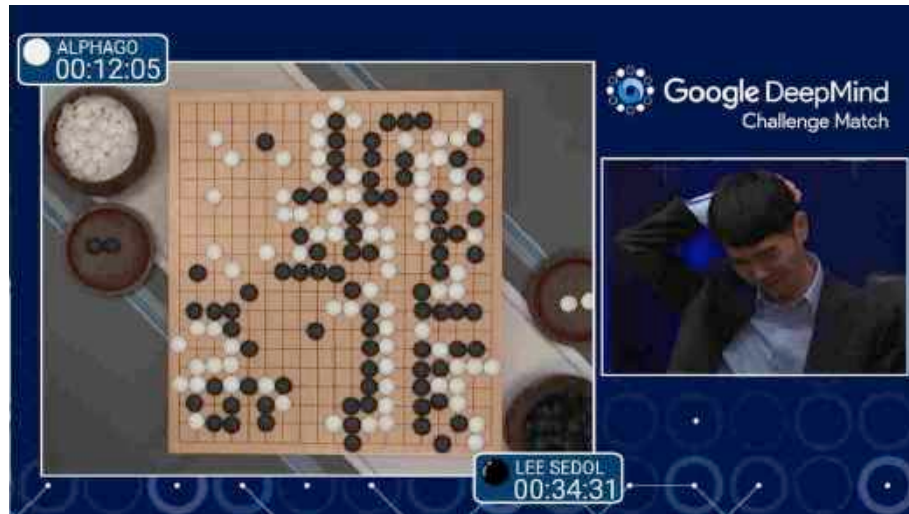 ALPHAGO
00:12:05
Google DeepMind
Challenge Match
LEE SEDOL
00:34:31